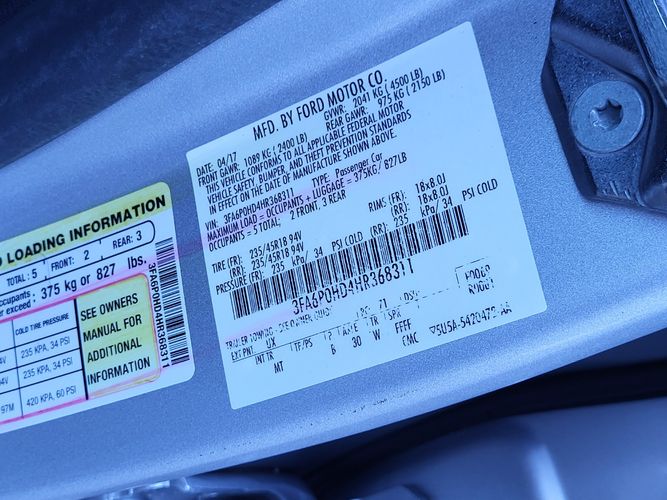 LOADING INFORMATION
TOTAL: 5 FRONT: 2 REAR: 3
375 kg or 827 lbs.
COLD TIRE PRESSURE
235 KPA, 34 PSI
235 KPA, 34 PSI
97M 420 KPA, 60 PSI
SEE OWNERS
MANUAL FOR
ADDITIONAL
INFORMATION
3FA6P0HD4HR368311
MFD. BY FORD MOTOR CO.
DATE: 04/17 GVWR: 2041 KG ( 4500 LB)
FRONT GAWR: 1089 KG ( 2400 LB) REAR GAWR: 975 KG ( 2150 LB)
THIS VEHICLE CONFORMS TO ALL APPLICABLE FEDERAL MOTOR
VEHICLE SAFETY, BUMPER, AND THEFT PREVENTION STANDARDS
IN EFFECT ON THE DATE OF MANUFACTURE SHOWN ABOVE.
VIN: 3FA6P0HD4HR368311 TYPE: Passenger Car
MAXIMUM LOAD = OCCUPANTS + LUGGAGE = 375KG/ 827LB
OCCUPANTS = 5 TOTAL: 2 FRONT, 3 REAR
TIRE (FR): 235/45R18 94V RIMS (FR): 18x8.0J
(RR): 235/45R18 94V (RR): 18x8.0J
PRESSURE (FR): 235 kPa/ 34 PSI COLD (RR): 235 kPa/ 34 PSI COLD
3FA6P0HD4HR368311
EXT PNT: UX
INT TR TP/PS AXLE TR SPR
MT 6 30 W FFFF
CMC